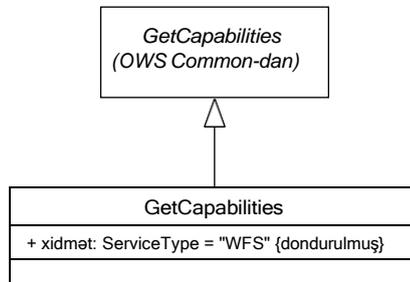 GetCapabilities
(OWS Common-dan)
GetCapabilities
+ xidmət: ServiceType = "WFS" {dondurulmuş}